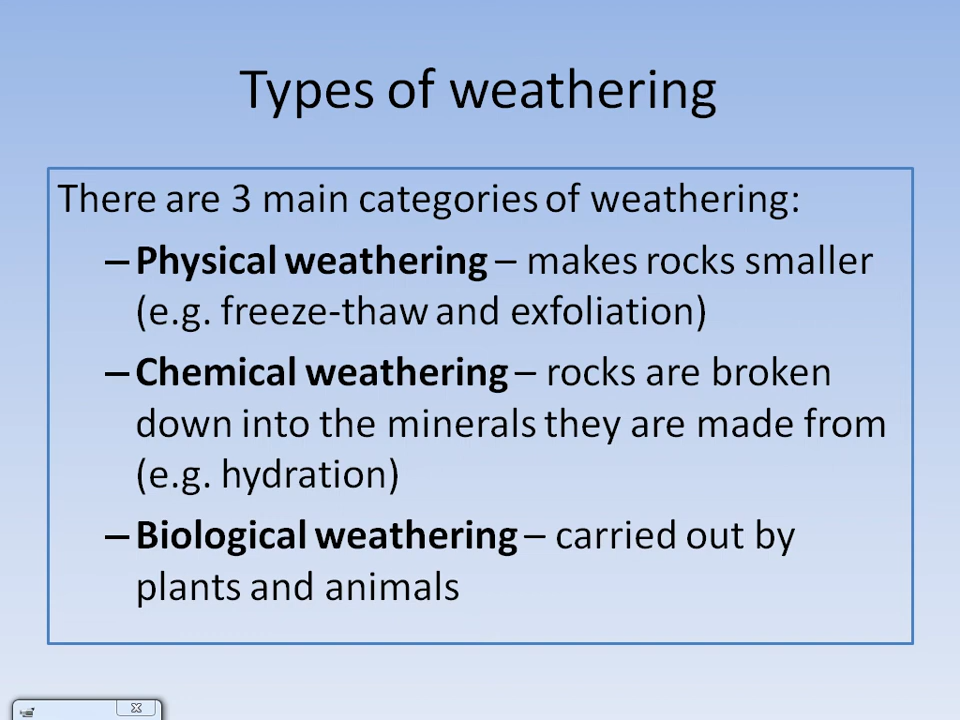 Types of weathering
There are 3 main categories of weathering:
– Physical weathering – makes rocks smaller
(e.g. freeze-thaw and exfoliation)
– Chemical weathering – rocks are broken
down into the minerals they are made from
(e.g. hydration)
– Biological weathering – carried out by
plants and animals